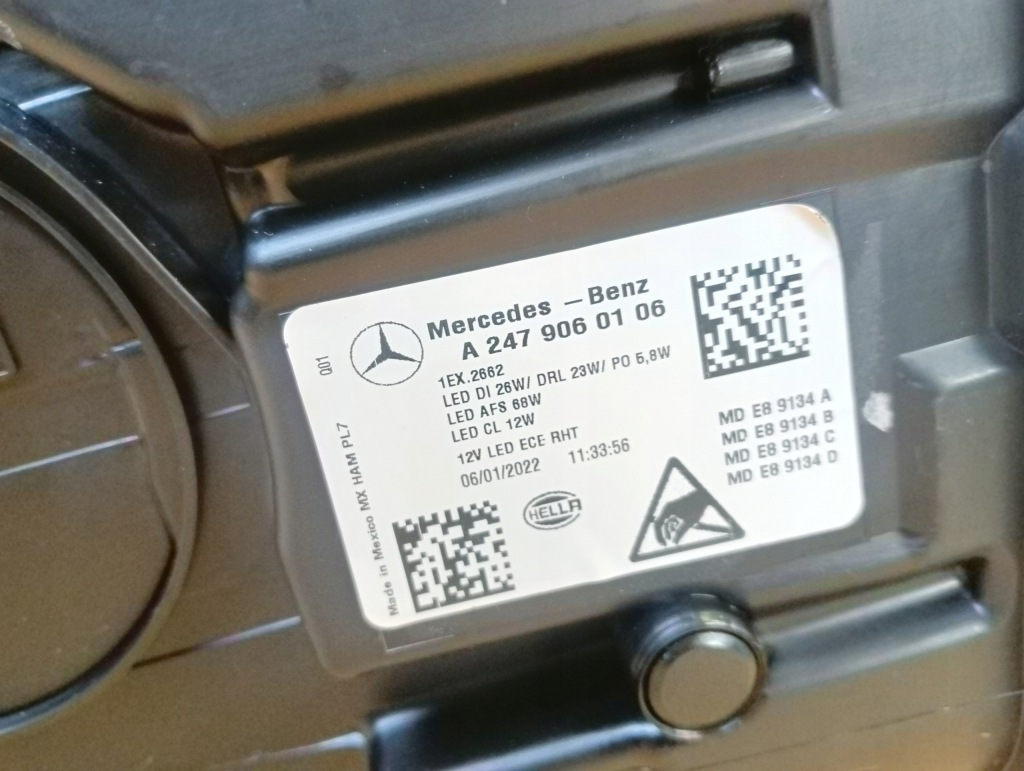 Mercedes – Benz
A 247 906 01 06
Q01
1EX.2662
LED DI 26W/ DRL 23W/ PO 5,8W
LED AFS 68W
LED CL 12W
12V LED ECE RHT
06/01/2022 11:33:56
MD E8 9134 A
MD E8 9134 B
MD E8 9134 C
MD E8 9134 D
HELLA
Made in Mexico MX HAM PL7